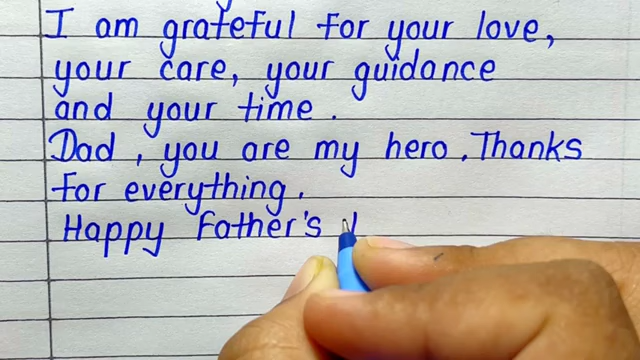 I am grateful for your love,
your care, your guidance
and your time.
Dad, you are my hero. Thanks
for everything.
Happy Father's